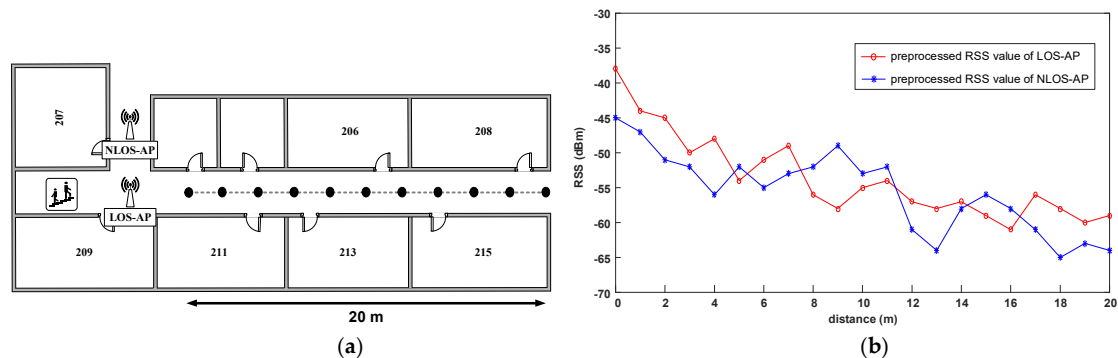 207
206
208
NLOS-AP
LOS-AP
209
211
213
215
20 m
(a)
-30
-35
-40
-45
-50
-55
-60
-65
-70
RSS (dBm)
preprocessed RSS value of LOS-AP
preprocessed RSS value of NLOS-AP
0 2 4 6 8 10 12 14 16 18 20
distance (m)
(b)